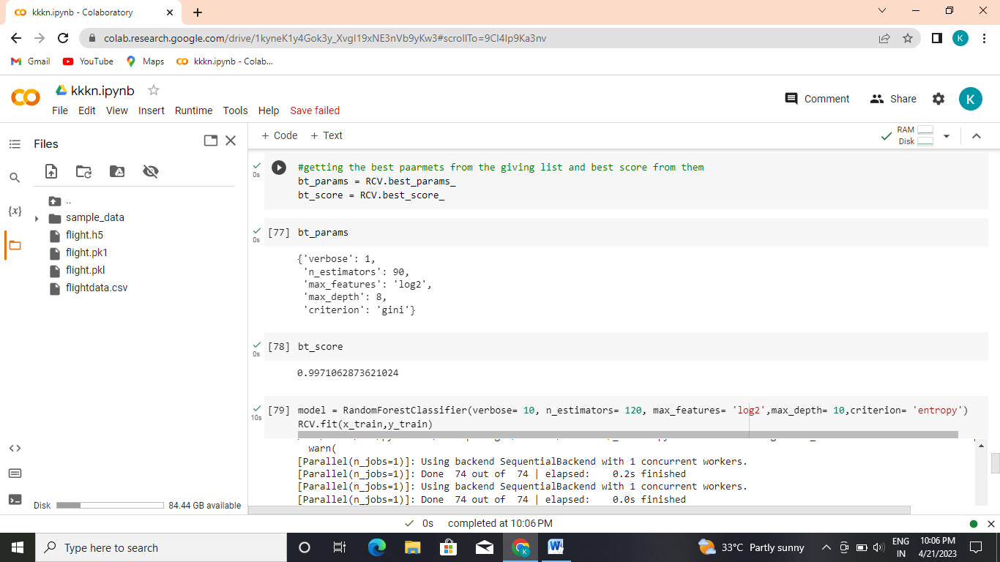 kkkn.ipynb - Colaboratory
colab.research.google.com/drive/1kyneK1y4Gok3y_XvgI19xNE3nVb9yKw3#scrollTo=9CI4Ip9Ka3nv
K
Gmail
YouTube
Maps
kkkn.ipynb - Colab...
kkkn.ipynb
File Edit View Insert Runtime Tools Help Save failed
Comment
Share
K
Files
+ Code + Text
RAM
Disk
..
sample_data
flight.h5
flight.pk1
flight.pkl
flightdata.csv
{x}
Disk 84.44 GB available
0s
#getting the best paarmets from the giving list and best score from them
bt_params = RCV.best_params_
bt_score = RCV.best_score_
0s
[77] bt_params
{'verbose': 1,
'n_estimators': 90,
'max_features': 'log2',
'max_depth': 8,
'criterion': 'gini'}
0s
[78] bt_score
0.9971062873621024
10s
[79] model = RandomForestClassifier(verbose= 10, n_estimators= 120, max_features= 'log2',max_depth= 10,criterion= 'entropy')
RCV.fit(x_train,y_train)
warn(
[Parallel(n_jobs=1)]: Using backend SequentialBackend with 1 concurrent workers.
[Parallel(n_jobs=1)]: Done 74 out of 74 | elapsed: 0.2s finished
[Parallel(n_jobs=1)]: Using backend SequentialBackend with 1 concurrent workers.
[Parallel(n_jobs=1)]: Done 74 out of 74 | elapsed: 0.0s finished
0s completed at 10:06 PM
Type here to search
33°C Partly sunny
ENG
IN
10:06 PM
4/21/2023